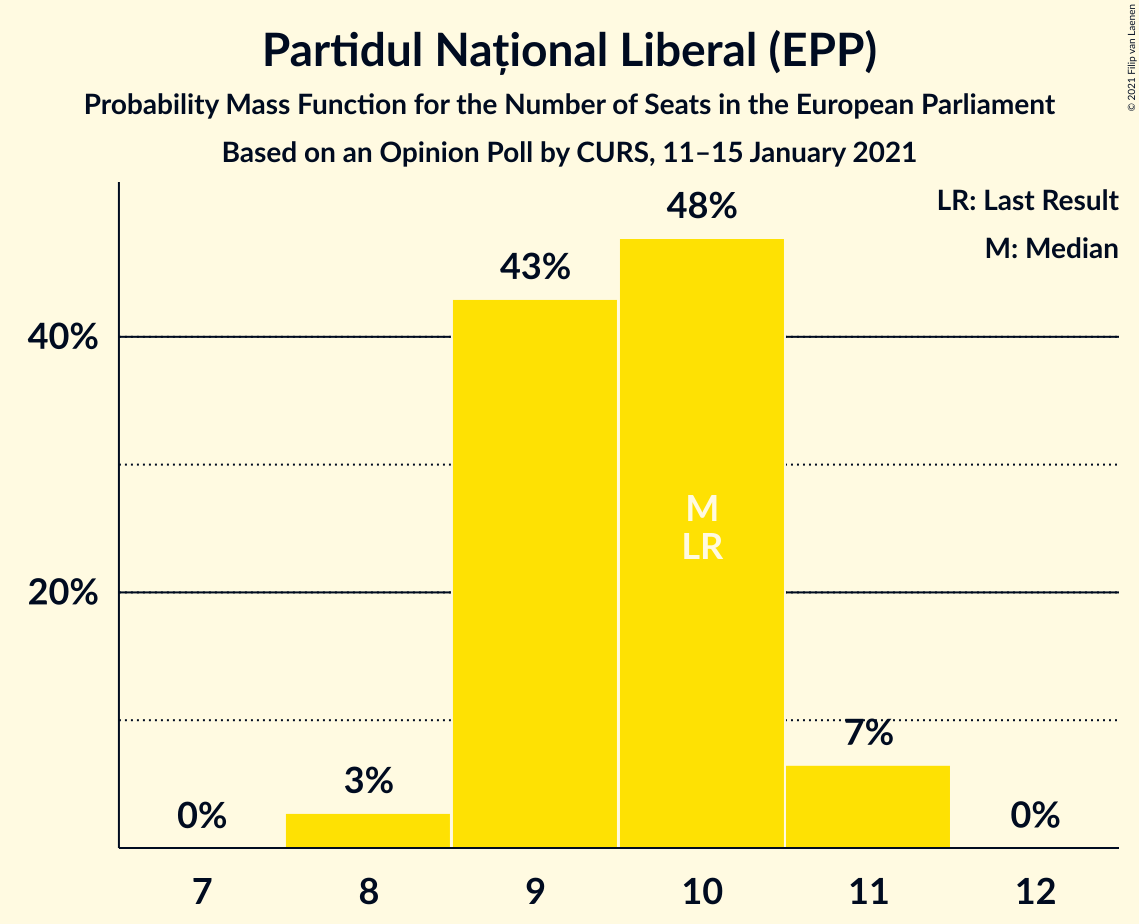 Partidul Național Liberal (EPP)
Probability Mass Function for the Number of Seats in the European Parliament
Based on an Opinion Poll by CURS, 11–15 January 2021
© 2021 Filip van Laenen
LR: Last Result
M: Median
48%
43%
40%
M
LR
20%
7%
3%
0%
0%
7 8 9 10 11 12